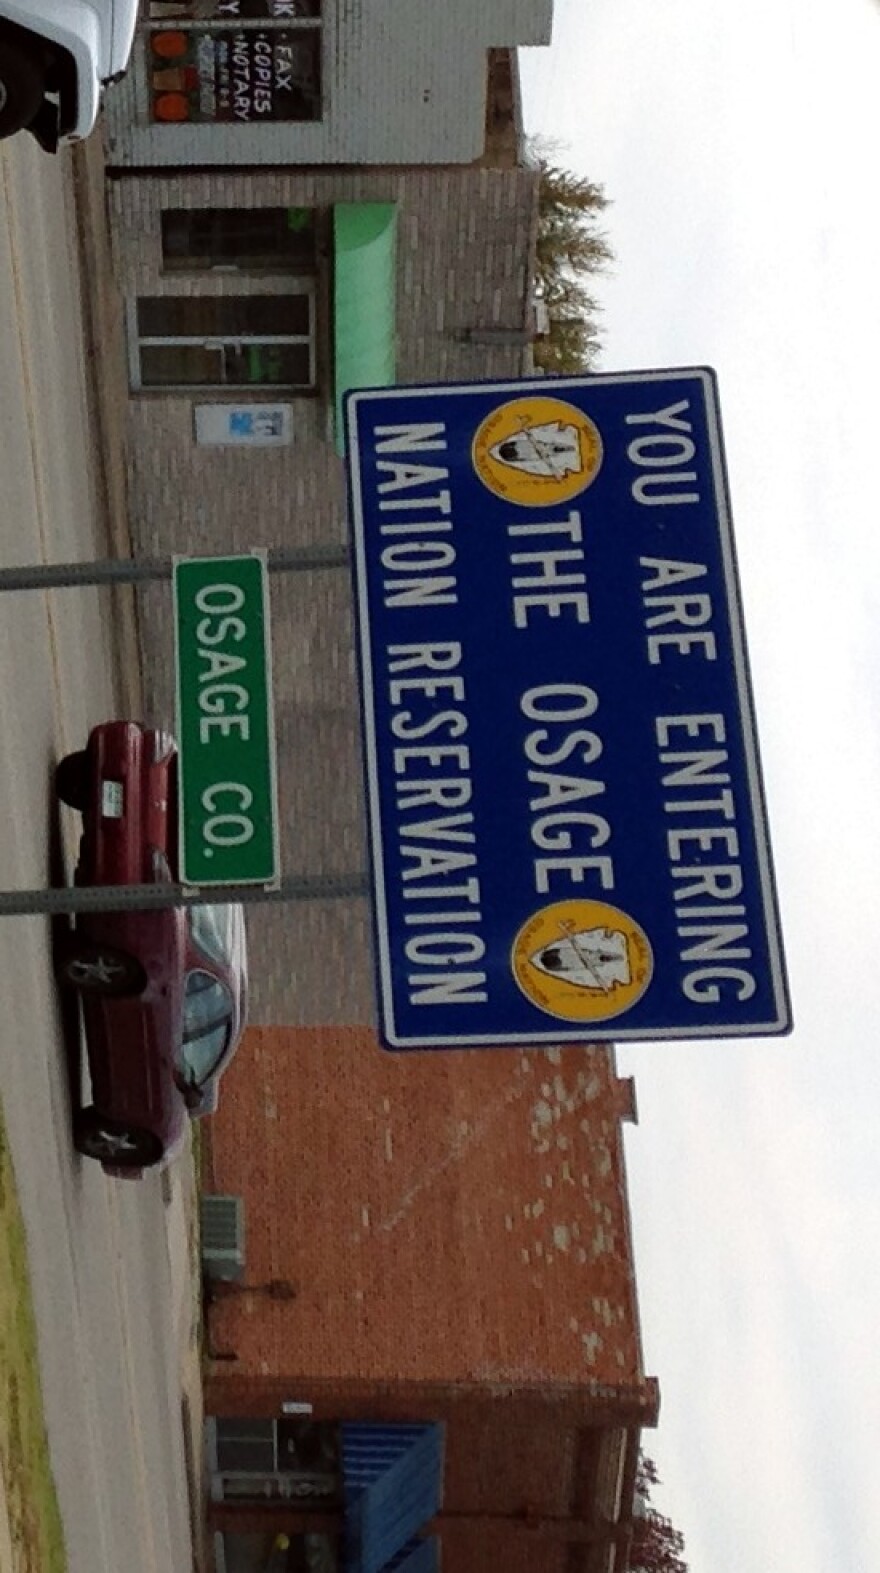 YOU ARE ENTERING
THE OSAGE
NATION RESERVATION
OSAGE CO.
FAX
COPIES
NOTARY